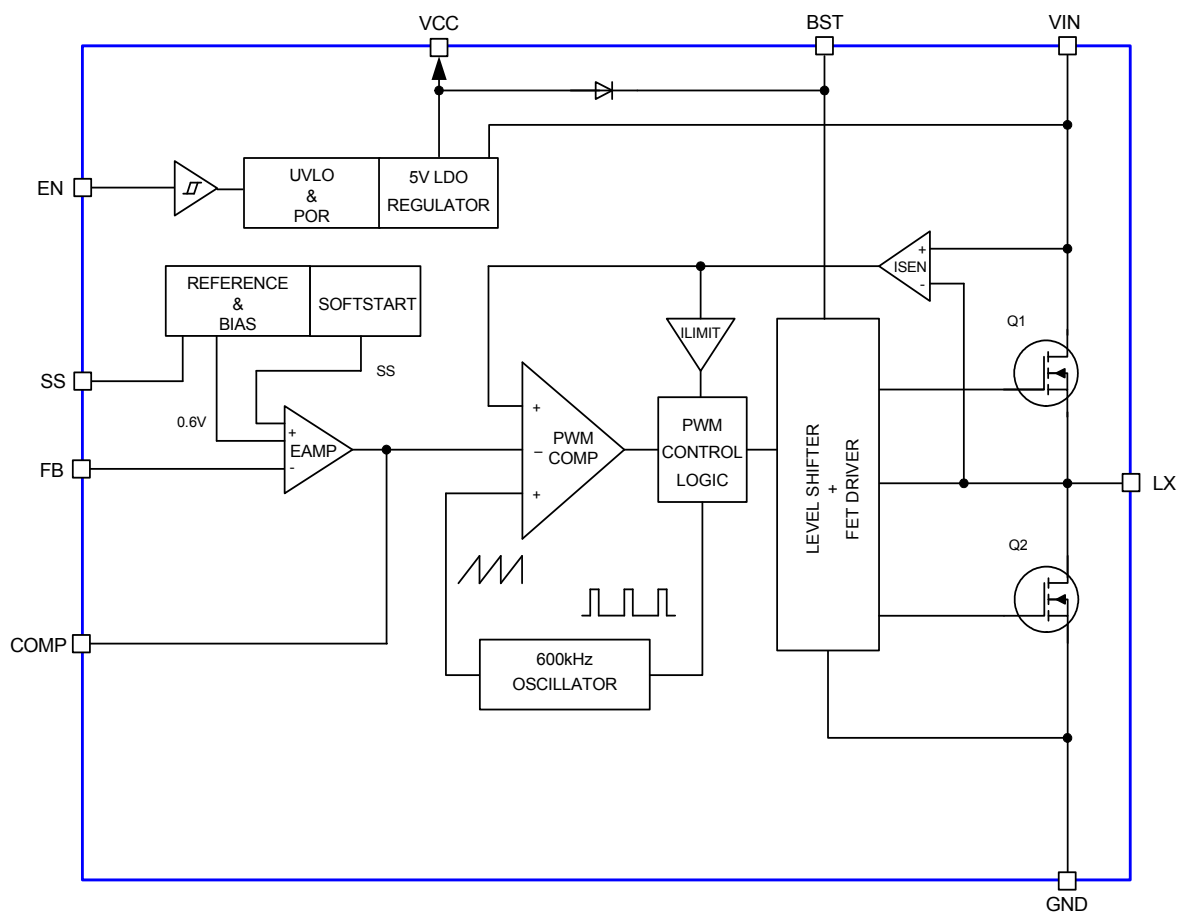 VCC
BST
VIN
EN
UVLO
&
POR
5V LDO
REGULATOR
REFERENCE
&
BIAS
SOFTSTART
+
ISEN
-
ILIMIT
Q1
SS
SS
0.6V
+
EAMP
-
FB
+
−
+
PWM
COMP
PWM
CONTROL
LOGIC
LEVEL SHIFTER
+
FET DRIVER
LX
Q2
COMP
600kHz
OSCILLATOR
GND